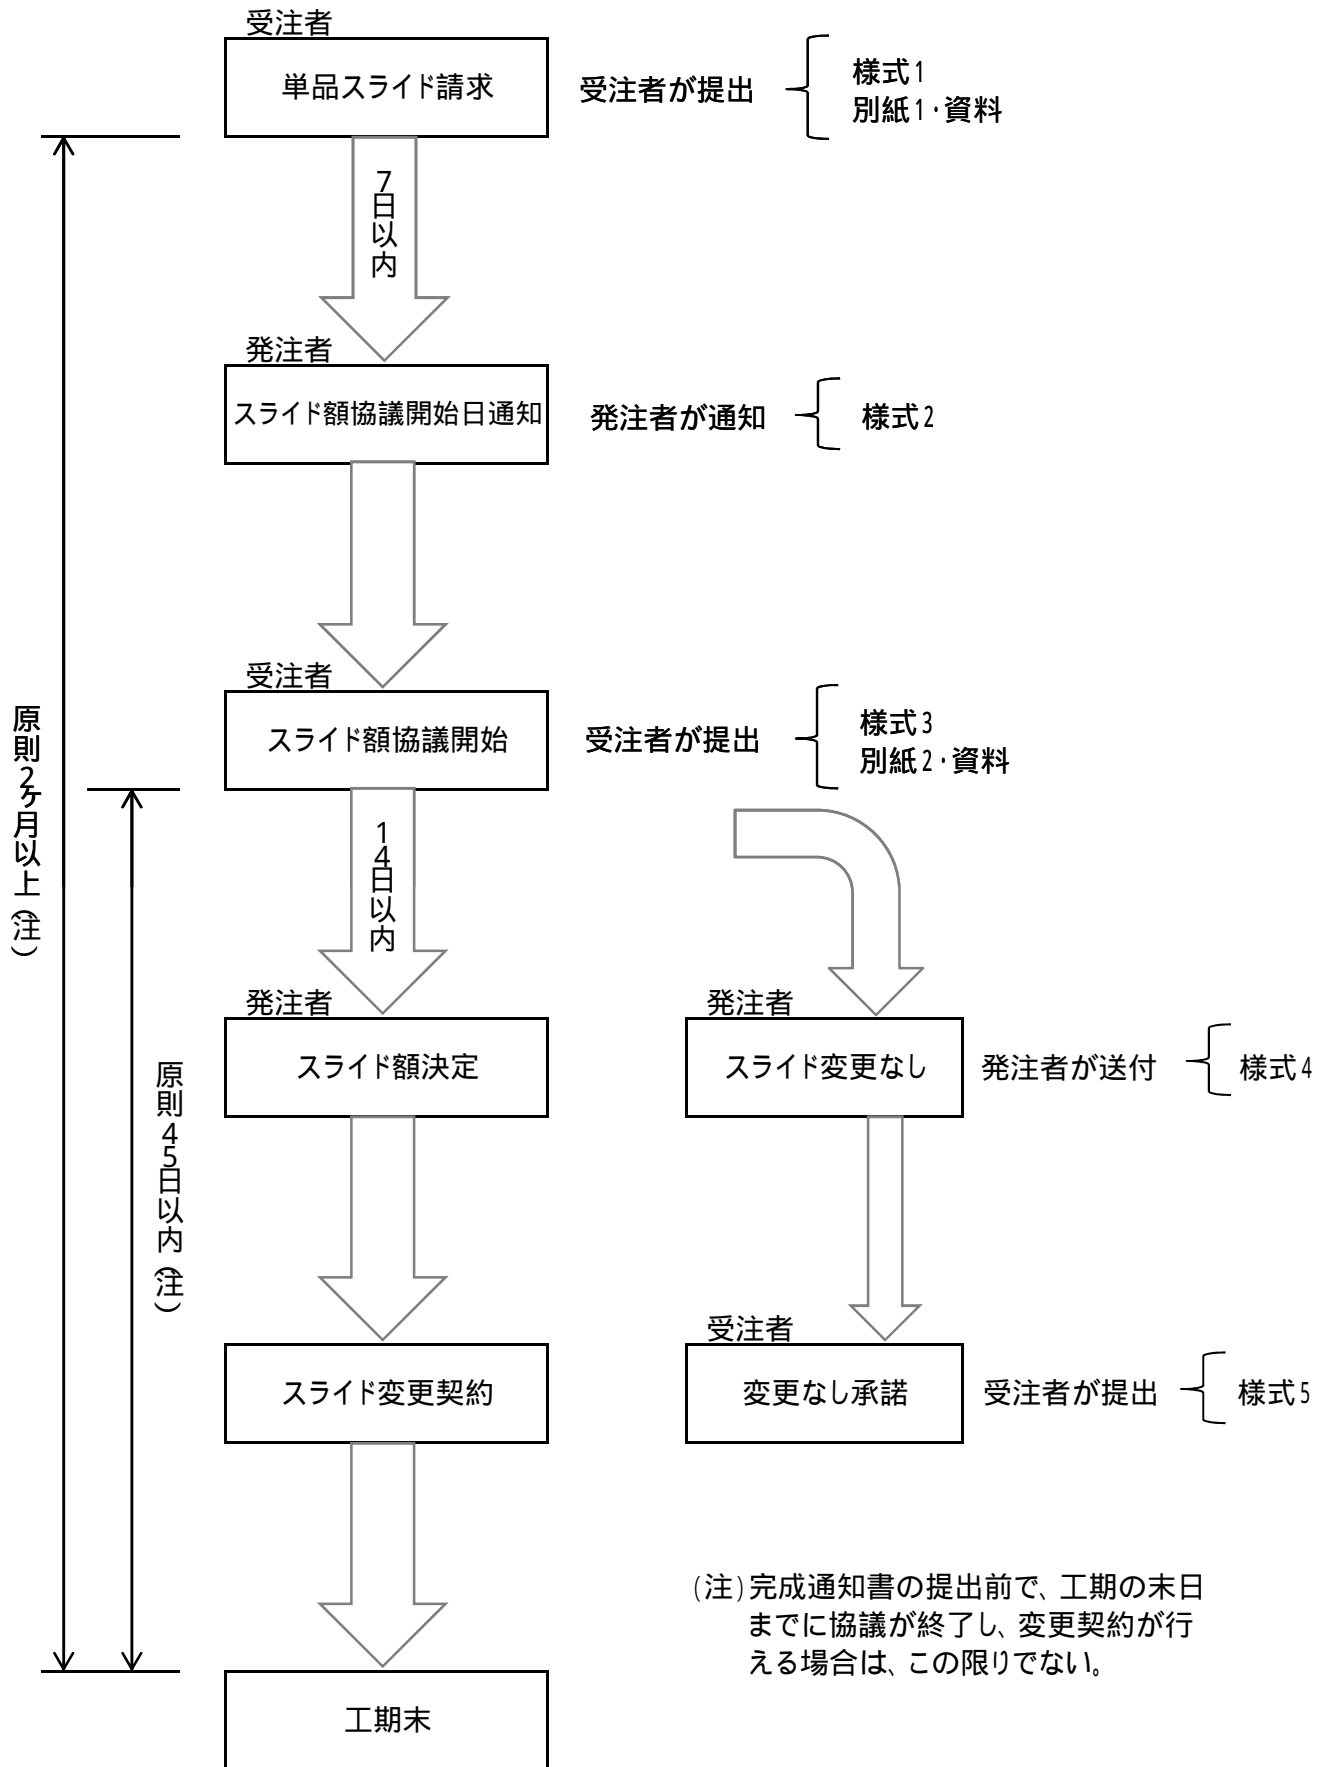 受注者
単品スライド請求
受注者が提出
様式1
別紙1・資料
7日以内
発注者
スライド額協議開始日通知
発注者が通知
様式2
受注者
スライド額協議開始
受注者が提出
様式3
別紙2・資料
原則2ヶ月以上(注)
14日以内
発注者
スライド額決定
発注者
スライド変更なし
発注者が送付
様式4
原則45日以内(注)
スライド変更契約
受注者
変更なし承諾
受注者が提出
様式5
(注)完成通知書の提出前で、工期の末日
までに協議が終了し、変更契約が行
える場合は、この限りでない。
工期末